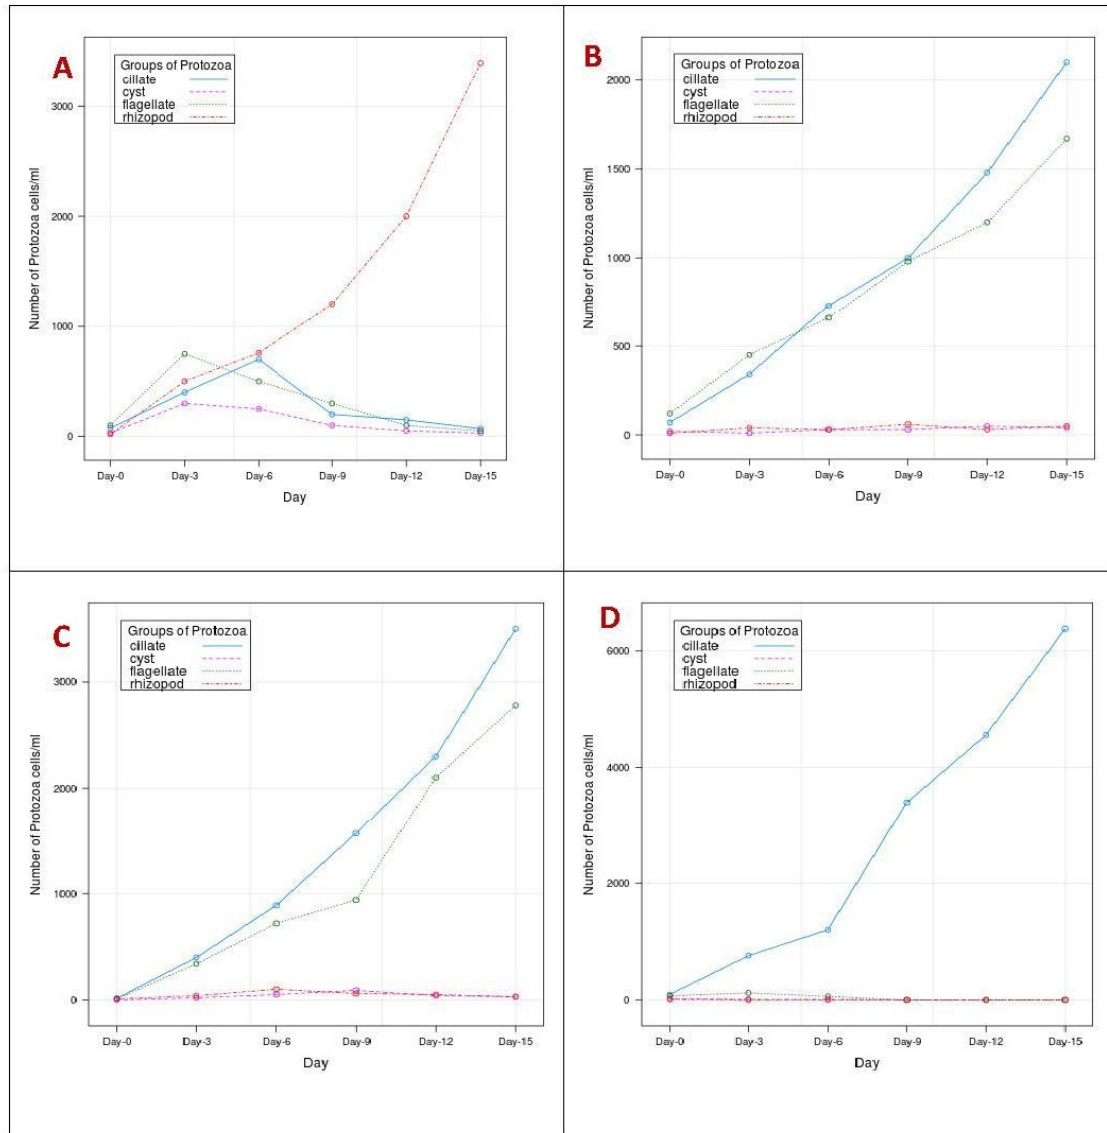 A
Groups of Protozoa
cillate
cyst
flagellate
rhizopod
Number of Protozoa cells/ml
3000
2000
1000
0
Day-0 Day-3 Day-6 Day-9 Day-12 Day-15
Day
B
Groups of Protozoa
cillate
cyst
flagellate
rhizopod
Number of Protozoa cells/ml
2000
1500
1000
500
0
Day-0 Day-3 Day-6 Day-9 Day-12 Day-15
Day
C
Groups of Protozoa
cillate
cyst
flagellate
rhizopod
Number of Protozoa cells/ml
3000
2000
1000
0
Day-0 Day-3 Day-6 Day-9 Day-12 Day-15
Day
D
Groups of Protozoa
cillate
cyst
flagellate
rhizopod
Number of Protozoa cells/ml
6000
4000
2000
0
Day-0 Day-3 Day-6 Day-9 Day-12 Day-15
Day